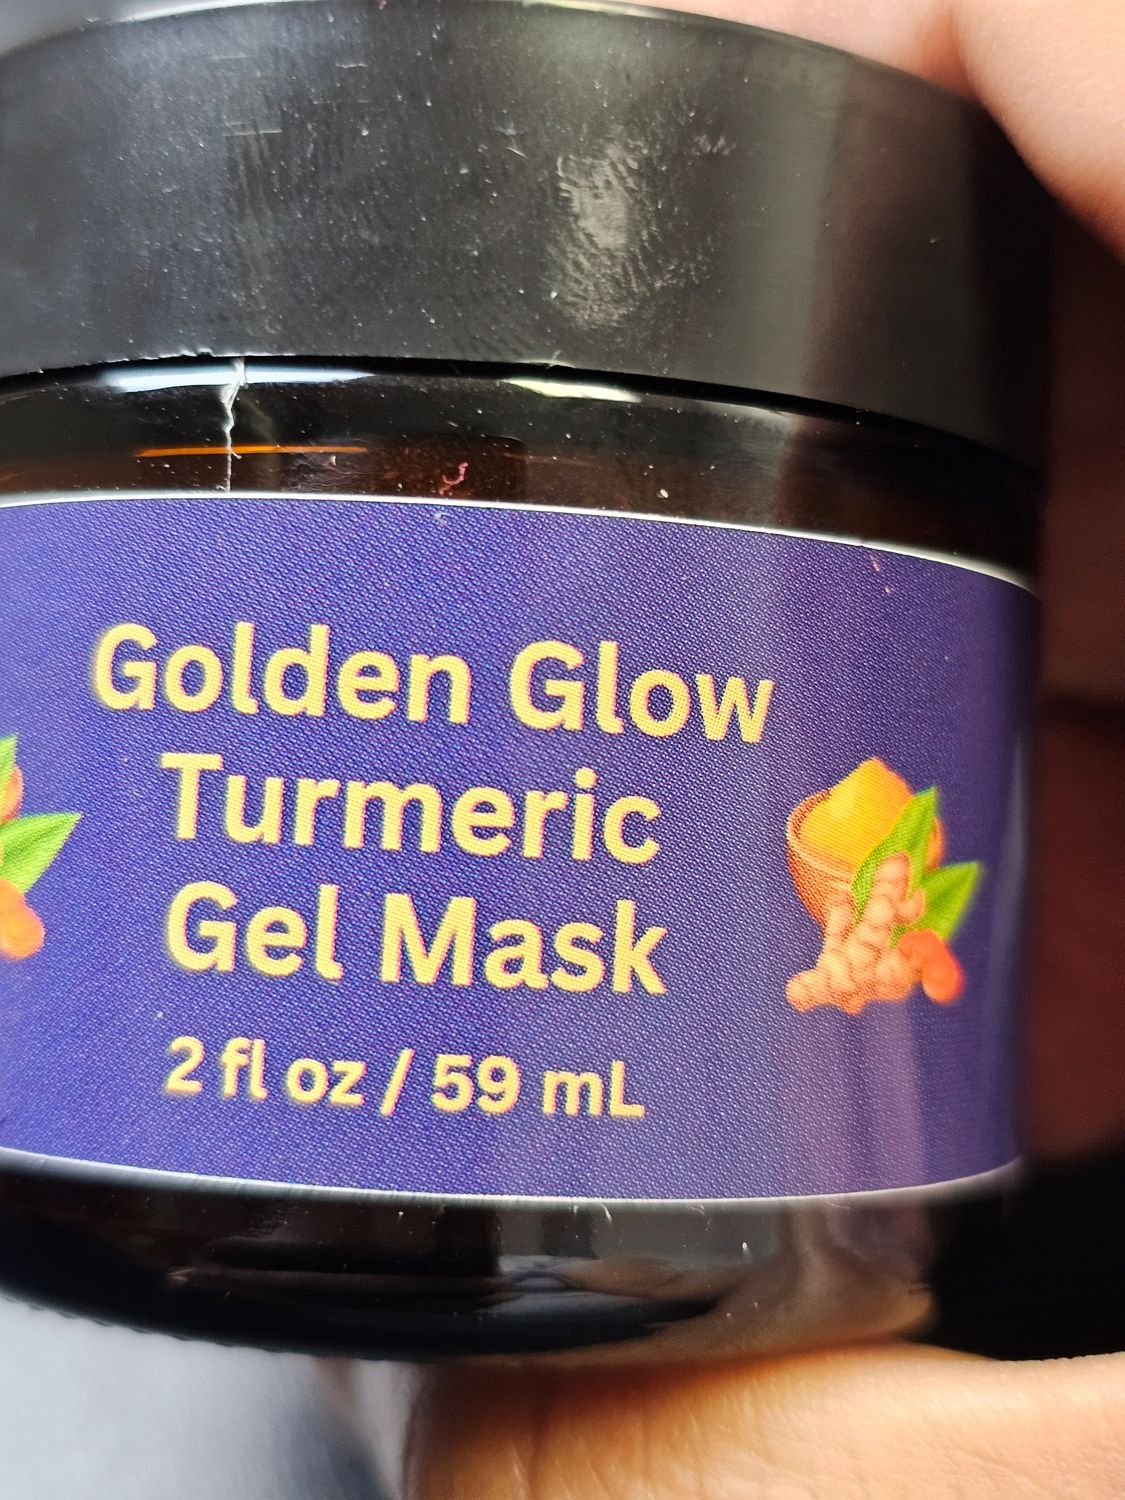 Golden Glow
Turmeric
Gel Mask
2 fl oz / 59 mL